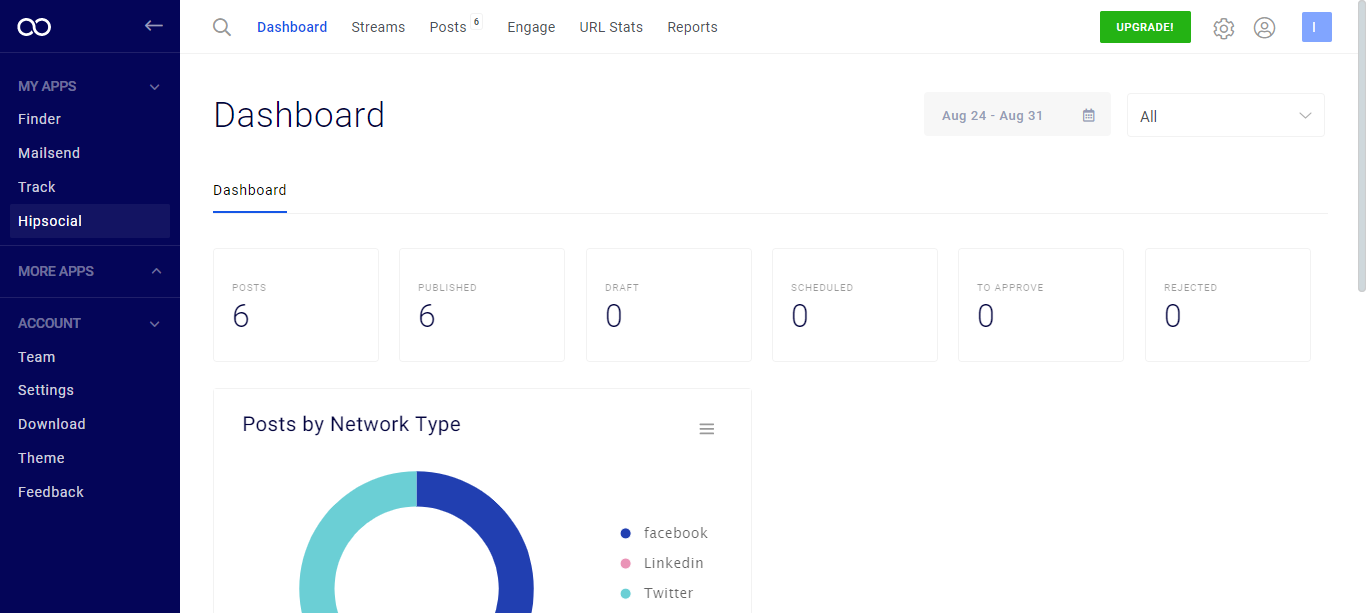 Dashboard
Streams
Posts 6
Engage
URL Stats
Reports
UPGRADE!
I
MY APPS
Finder
Mailsend
Track
Hipsocial
MORE APPS
ACCOUNT
Team
Settings
Download
Theme
Feedback
Dashboard
Aug 24 - Aug 31
All
Dashboard
POSTS
6
PUBLISHED
6
DRAFT
0
SCHEDULED
0
TO APPROVE
0
REJECTED
0
Posts by Network Type
facebook
Linkedin
Twitter